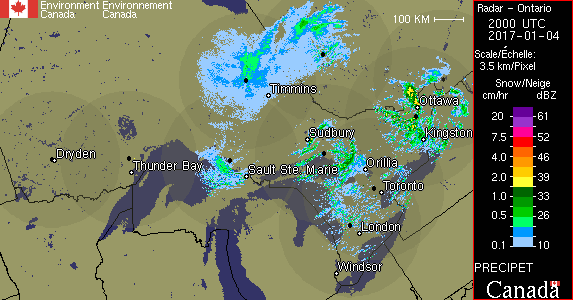 Environment Environnement
Canada Canada
100 KM
Timmins
Ottawa
Kingston
Sudbury
Dryden
Thunder Bay
Sault Ste. Marie
Orillia
Toronto
London
Windsor
Radar - Ontario
2000 UTC
2017-01-04
Scale/Échelle:
3.5 km/Pixel
Snow/Neige
cm/hr dBZ
20 61
7.5 57
5.0 52
4.0 46
2.0 39
1.0 33
0.5 26
0.1 10
PRECIPET
Canada